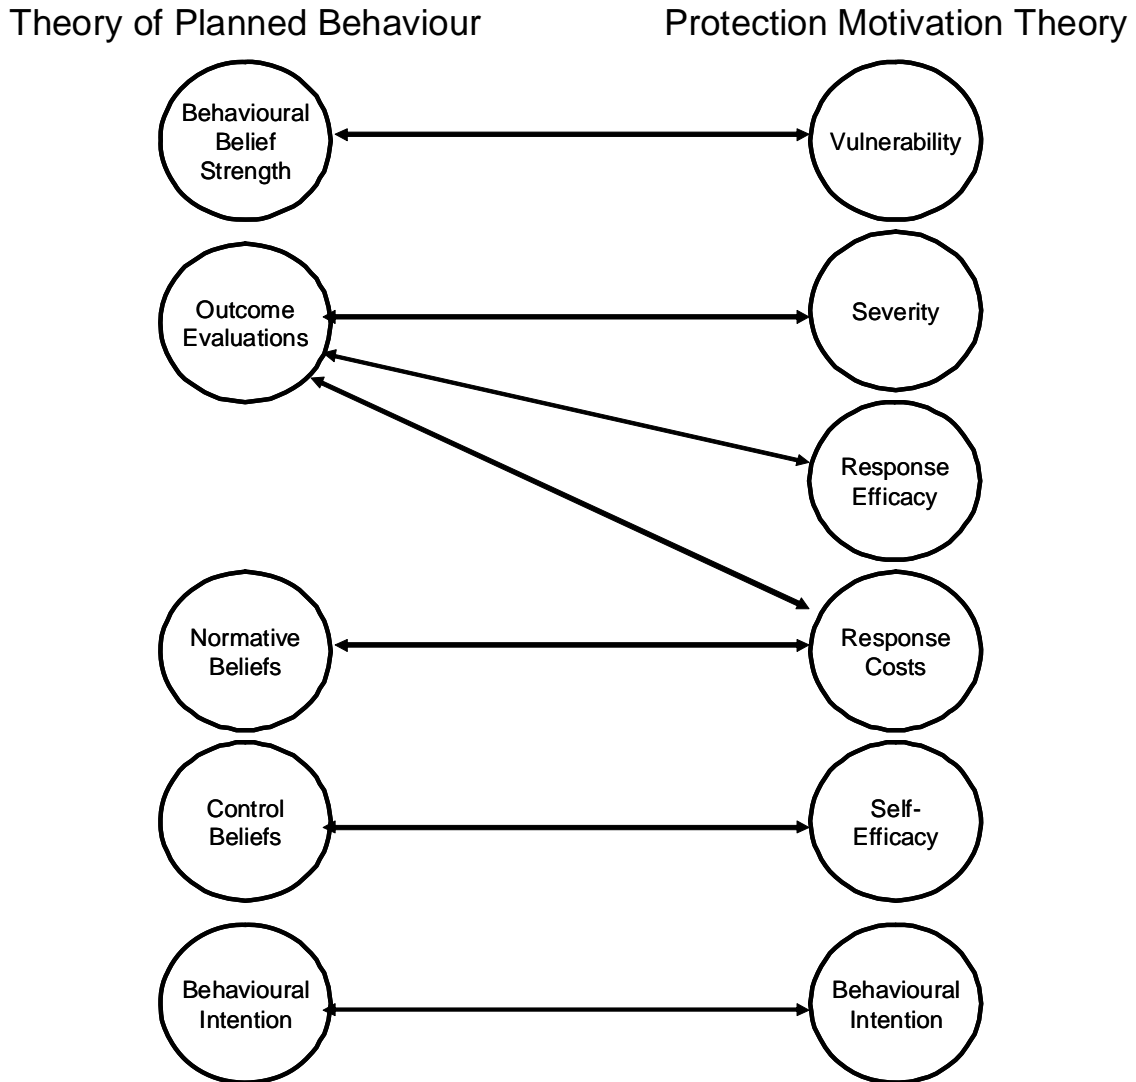 Theory of Planned Behaviour
Protection Motivation Theory
Behavioural
Belief
Strength
Vulnerability
Outcome
Evaluations
Severity
Response
Efficacy
Normative
Beliefs
Response
Costs
Control
Beliefs
Self-
Efficacy
Behavioural
Intention
Behavioural
Intention